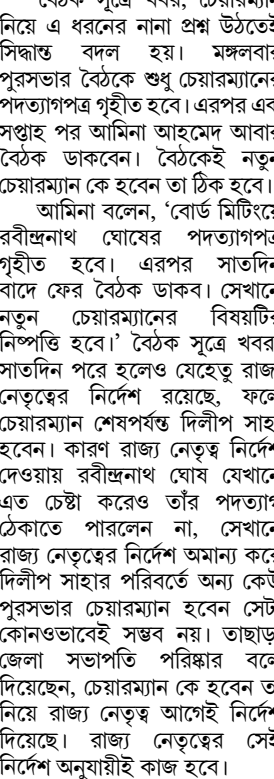 বৈঠক সূত্রে খবর, চেয়ারম্যান
নিয়ে এ ধরনের নানা প্রশ্ন উঠতেই
সিদ্ধান্ত বদল হয়। মঙ্গলবার
পুরসভার বৈঠকে শুধু চেয়ারম্যানের
পদত্যাগপত্র গৃহীত হবে। এরপর এক
সপ্তাহ পর আমিনা আহমেদ আবার
বৈঠক ডাকবেন। বৈঠকেই নতুন
চেয়ারম্যান কে হবেন তা ঠিক হবে।
আমিনা বলেন, ‘বোর্ড মিটিংয়ে
রবীন্দ্রনাথ ঘোষের পদত্যাগপত্র
গৃহীত হবে। এরপর সাতদিন
বাদে ফের বৈঠক ডাকব। সেখানে
নতুন চেয়ারম্যানের বিষয়টির
নিষ্পত্তি হবে।’ বৈঠক সূত্রে খবর,
সাতদিন পরে হলেও যেহেতু রাজ্য
নেতৃত্বের নির্দেশ রয়েছে, ফলে
চেয়ারম্যান শেষপর্যন্ত দিলীপ সাহা
হবেন। কারণ রাজ্য নেতৃত্ব নির্দেশ
দেওয়ায় রবীন্দ্রনাথ ঘোষ যেখানে
এত চেষ্টা করেও তাঁর পদত্যাগ
ঠেকাতে পারলেন না, সেখানে
রাজ্য নেতৃত্বের নির্দেশ অমান্য করে
দিলীপ সাহার পরিবর্তে অন্য কেউ
পুরসভার চেয়ারম্যান হবেন সেটা
কোনওভাবেই সম্ভব নয়। তাছাড়া
জেলা সভাপতি পরিষ্কার বলে
দিয়েছেন, চেয়ারম্যান কে হবেন তা
নিয়ে রাজ্য নেতৃত্ব আগেই নির্দেশ
দিয়েছে। রাজ্য নেতৃত্বের সেই
নির্দেশ অনুযায়ীই কাজ হবে।